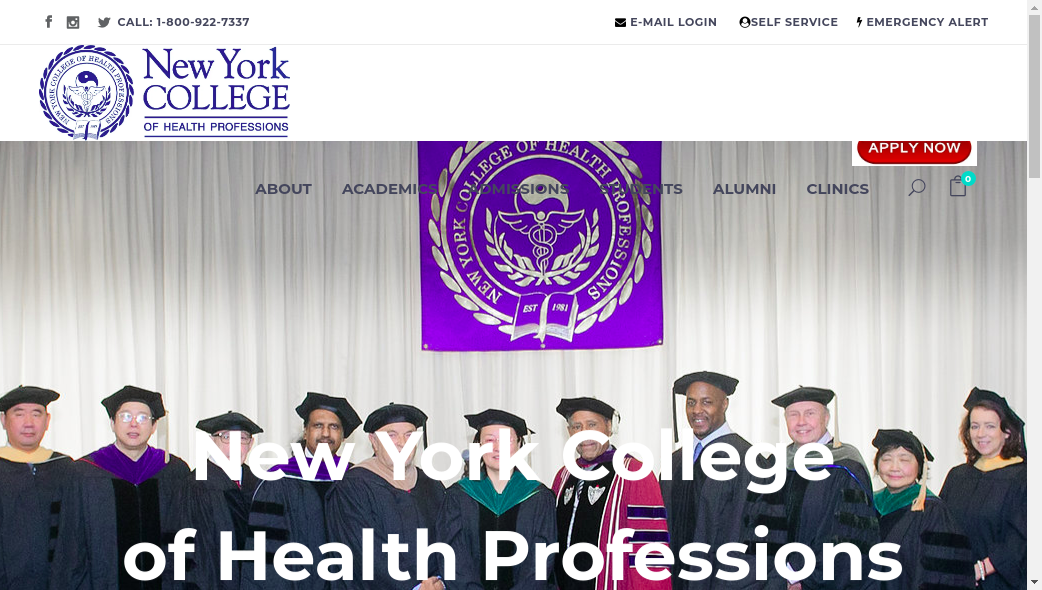 CALL: 1-800-922-7337
E-MAIL LOGIN
SELF SERVICE
EMERGENCY ALERT
NEW YORK COLLEGE OF HEALTH PROFESSIONS
New York
COLLEGE
OF HEALTH PROFESSIONS
APPLY NOW
ABOUT
ACADEMICS
ADMISSIONS
STUDENTS
ALUMNI
CLINICS
0
NEW YORK COLLEGE OF HEALTH PROFESSIONS
EST 1981
New York College
of Health Professions